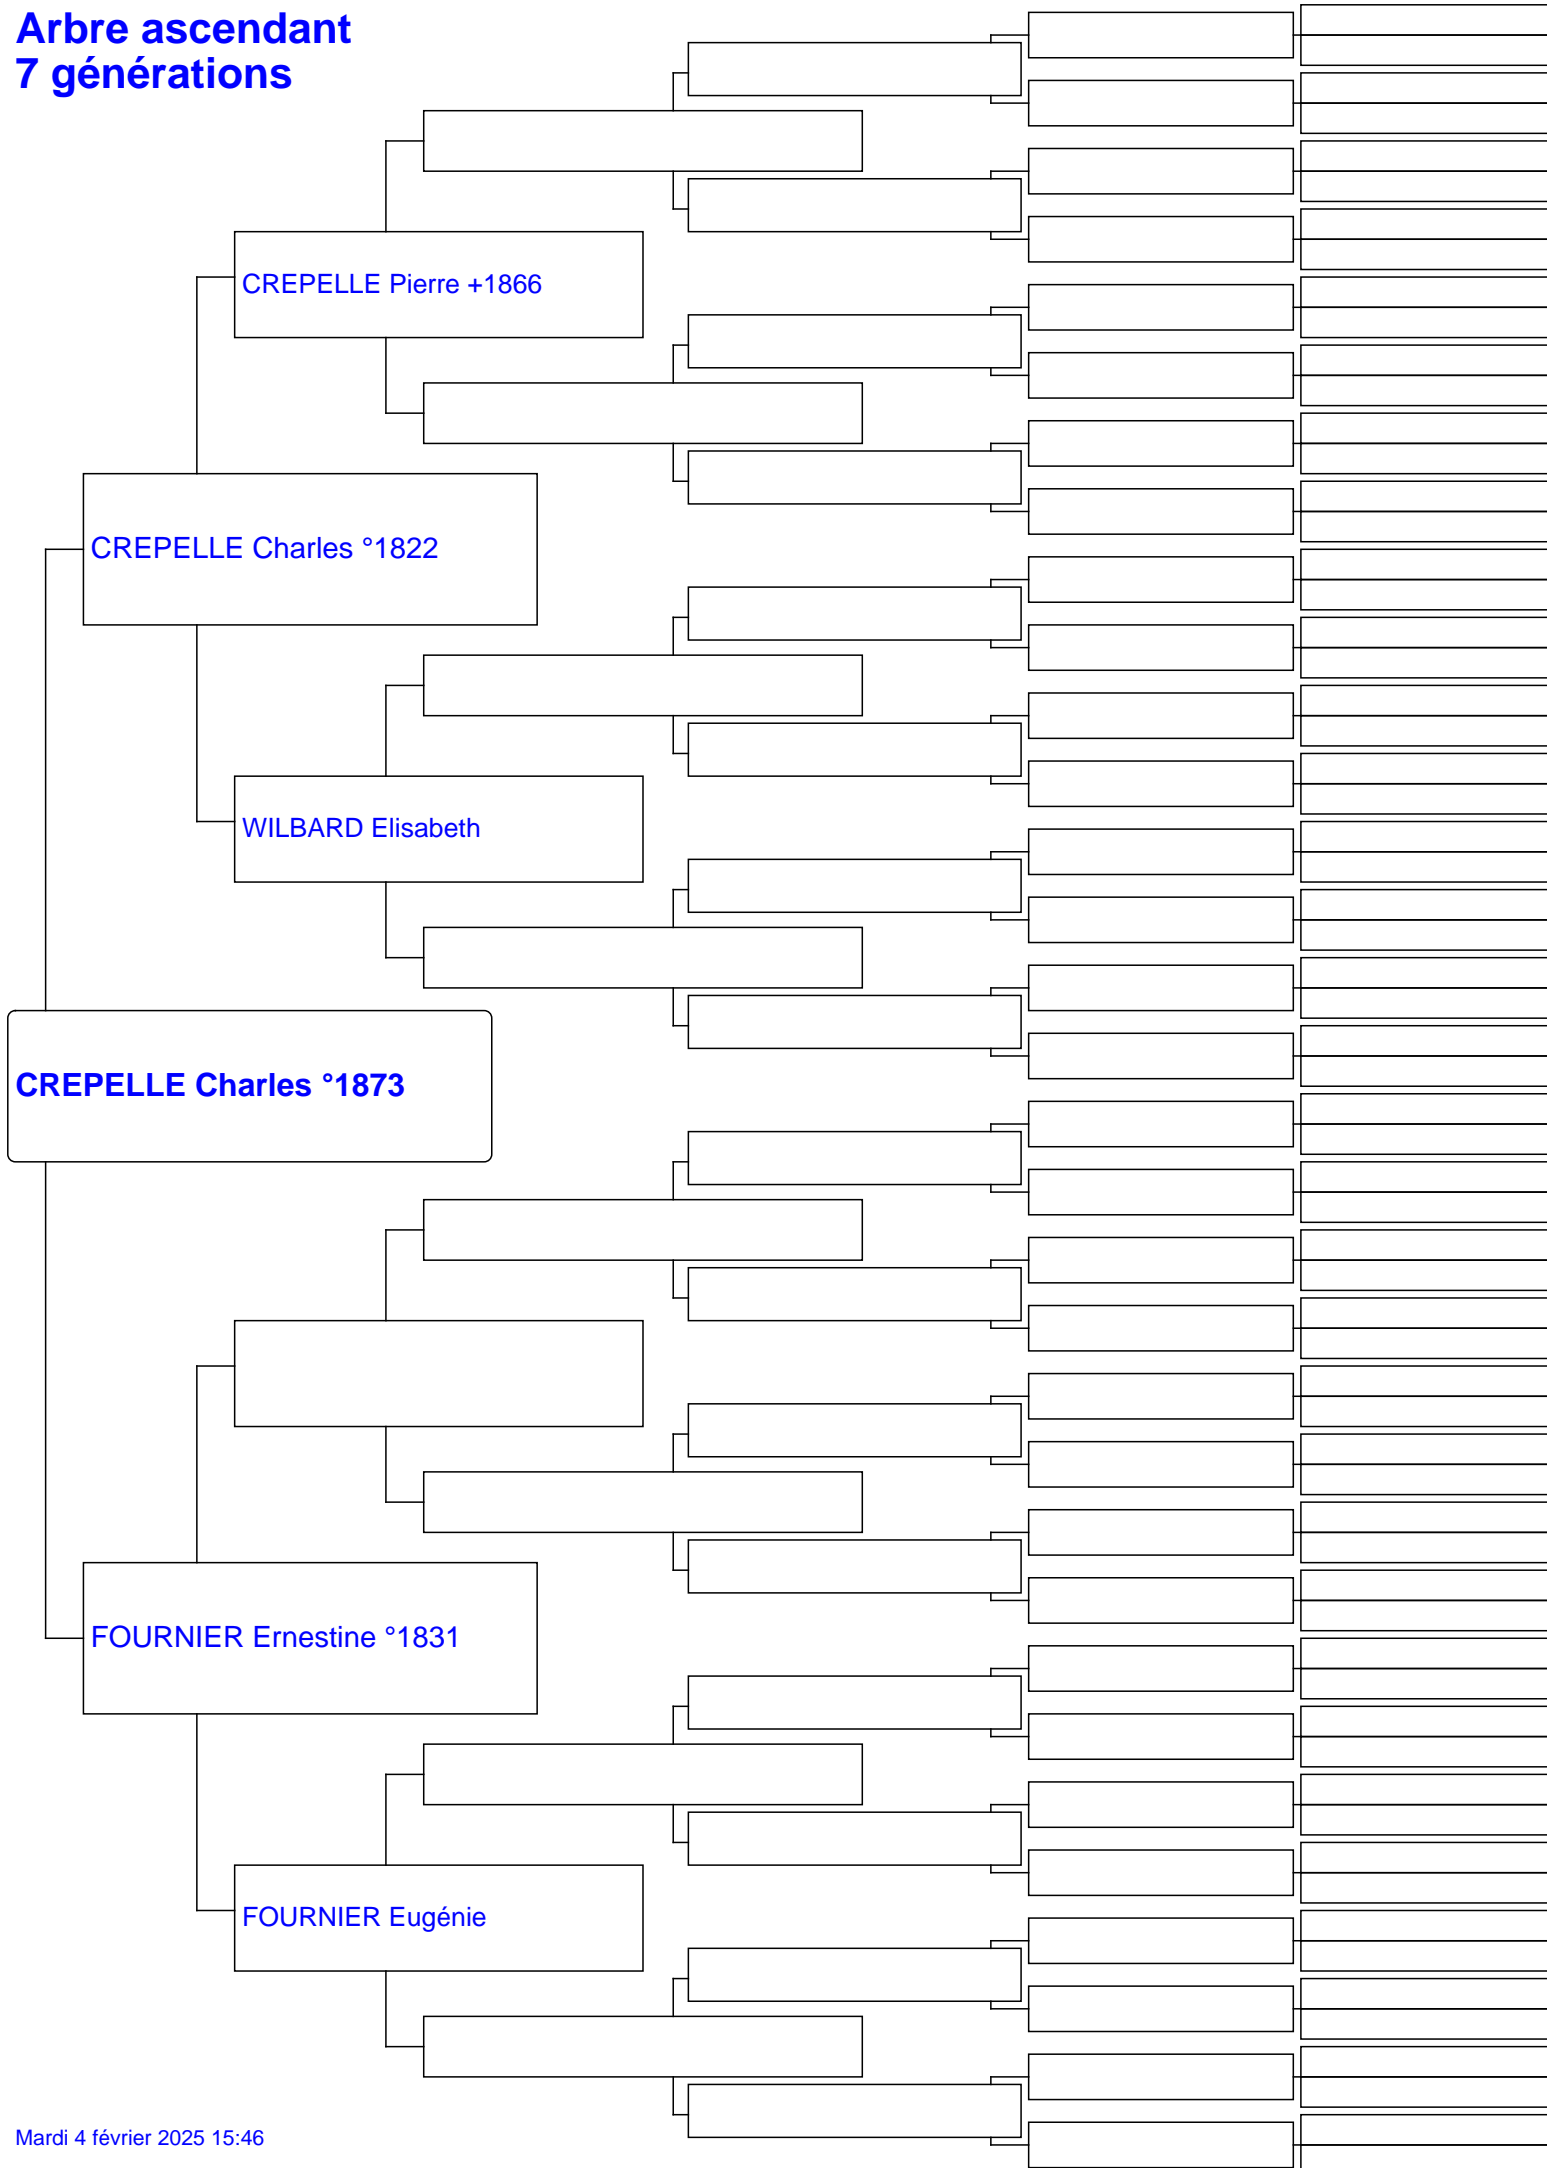 Arbre ascendant
7 générations
CREPELLE Pierre +1866
CREPELLE Charles °1822
WILBARD Elisabeth
CREPELLE Charles °1873
FOURNIER Ernestine °1831
FOURNIER Eugénie
Mardi 4 février 2025 15:46